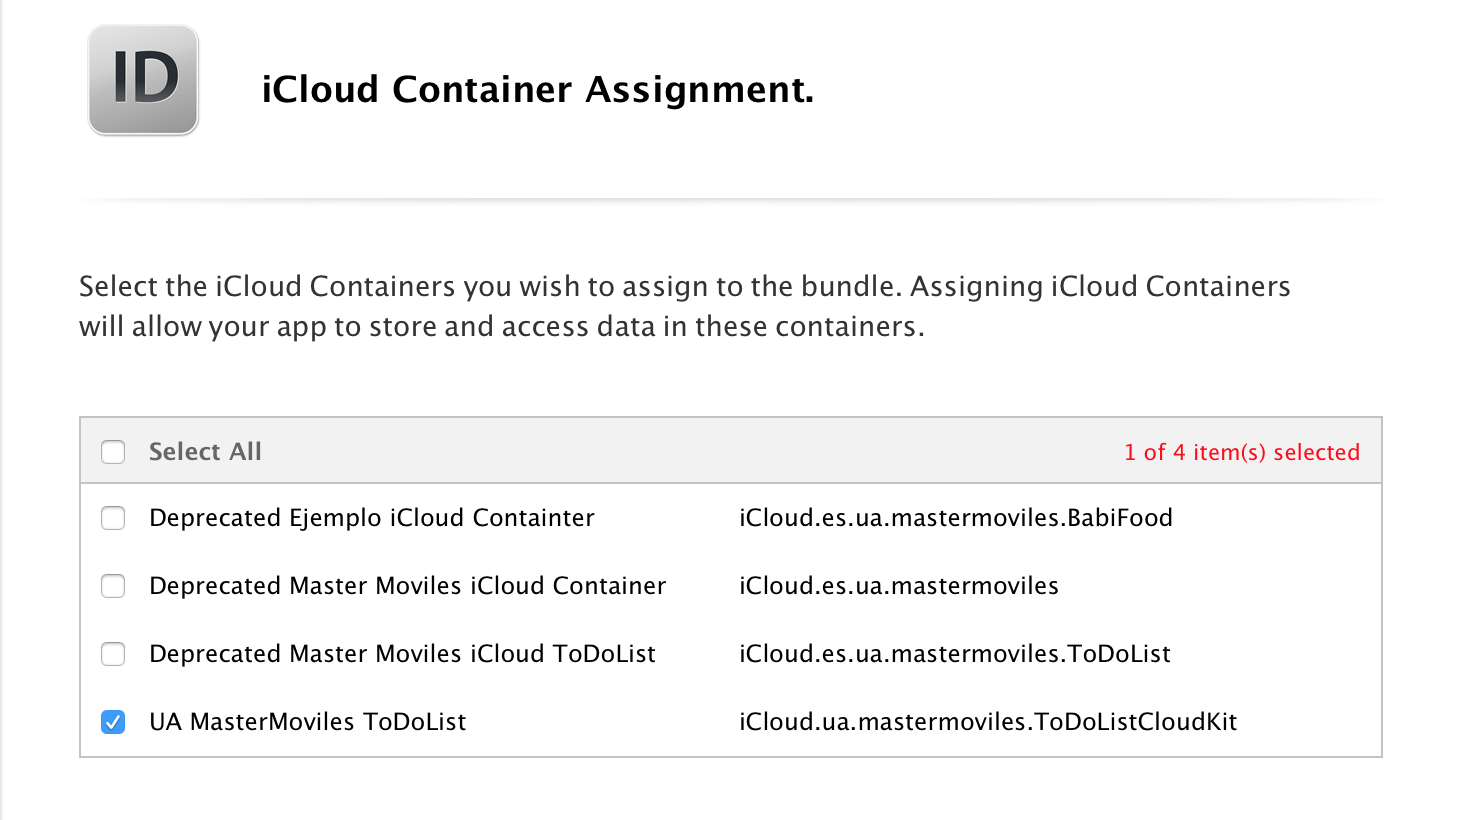 ID
iCloud Container Assignment.
Select the iCloud Containers you wish to assign to the bundle. Assigning iCloud Containers
will allow your app to store and access data in these containers.
Select All 1 of 4 item(s) selected
Deprecated Ejemplo iCloud Containter iCloud.es.ua.mastermoviles.BabiFood
Deprecated Master Moviles iCloud Container iCloud.es.ua.mastermoviles
Deprecated Master Moviles iCloud ToDoList iCloud.es.ua.mastermoviles.ToDoList
UA MasterMoviles ToDoList iCloud.ua.mastermoviles.ToDoListCloudKit